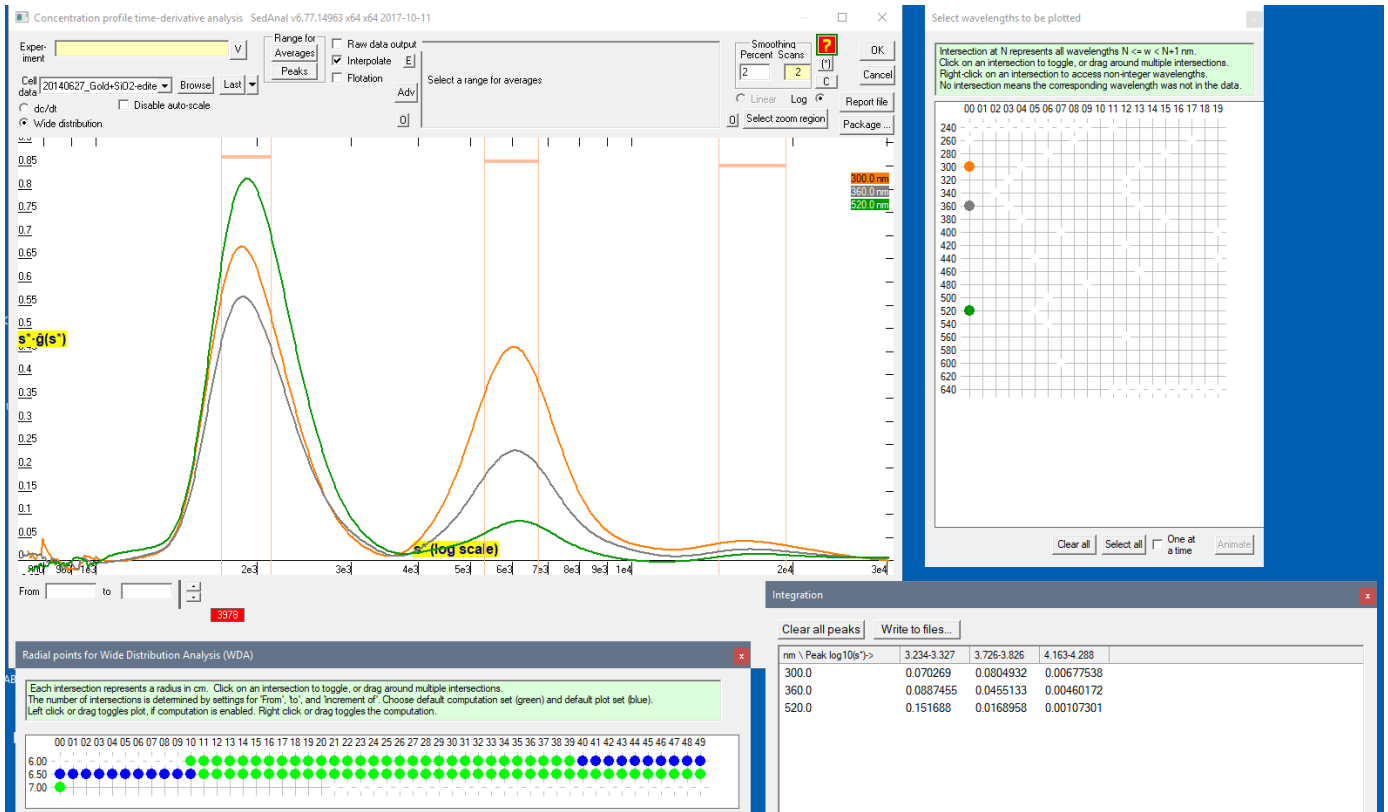 Concentration profile time-derivative analysis SedAnal v6.77.14963 x64 x64 2017-10-11
Exper-
iment
V
Range for
Averages
Peaks
Raw data output
Interpolate E
Flotation
Adv
0
Select a range for averages
Smoothing
Percent Scans
2 2
?
(*)
C
OK
Cancel
Linear Log
Report file
0 Select zoom region
Package ...
Cell
data 20140627_Gold+SiO2-edite Browse Last
dc/dt Disable auto-scale
Wide distribution
0.9
0.85
0.8
0.75
0.7
0.65
0.6
0.55
0.5
0.45
0.4
0.35
0.3
0.25
0.2
0.15
0.1
0.05
0
s*·ĝ(s*)
300.0 nm
360.0 nm
520.0 nm
s* (log scale)
800 9e3 1e3 2e3 3e3 4e3 5e3 6e3 7e3 8e3 9e3 1e4 2e4 3e4
From to
3978
Select wavelengths to be plotted
Intersection at N represents all wavelengths N <= w < N+1 nm.
Click on an intersection to toggle, or drag around multiple intersections.
Right-click on an intersection to access non-integer wavelengths.
No intersection means the corresponding wavelength was not in the data.
00 01 02 03 04 05 06 07 08 09 10 11 12 13 14 15 16 17 18 19
240
260
280
300
320
340
360
380
400
420
440
460
480
500
520
540
560
580
600
620
640
Clear all Select all One at
a time Animate
Radial points for Wide Distribution Analysis (WDA) x
Each intersection represents a radius in cm. Click on an intersection to toggle, or drag around multiple intersections.
The number of intersections is determined by settings for 'From', 'to', and 'increment of'. Choose default computation set (green) and default plot set (blue).
Left click or drag toggles plot, if computation is enabled. Right click or drag toggles the computation.
00 01 02 03 04 05 06 07 08 09 10 11 12 13 14 15 16 17 18 19 20 21 22 23 24 25 26 27 28 29 30 31 32 33 34 35 36 37 38 39 40 41 42 43 44 45 46 47 48 49
6.00
6.50
7.00
Integration x
Clear all peaks Write to files...
nm \ Peak log10(s*)-> 3.234-3.327 3.726-3.826 4.163-4.288
300.0 0.070269 0.0804932 0.00677538
360.0 0.0887455 0.0455133 0.00460172
520.0 0.151688 0.0168958 0.00107301